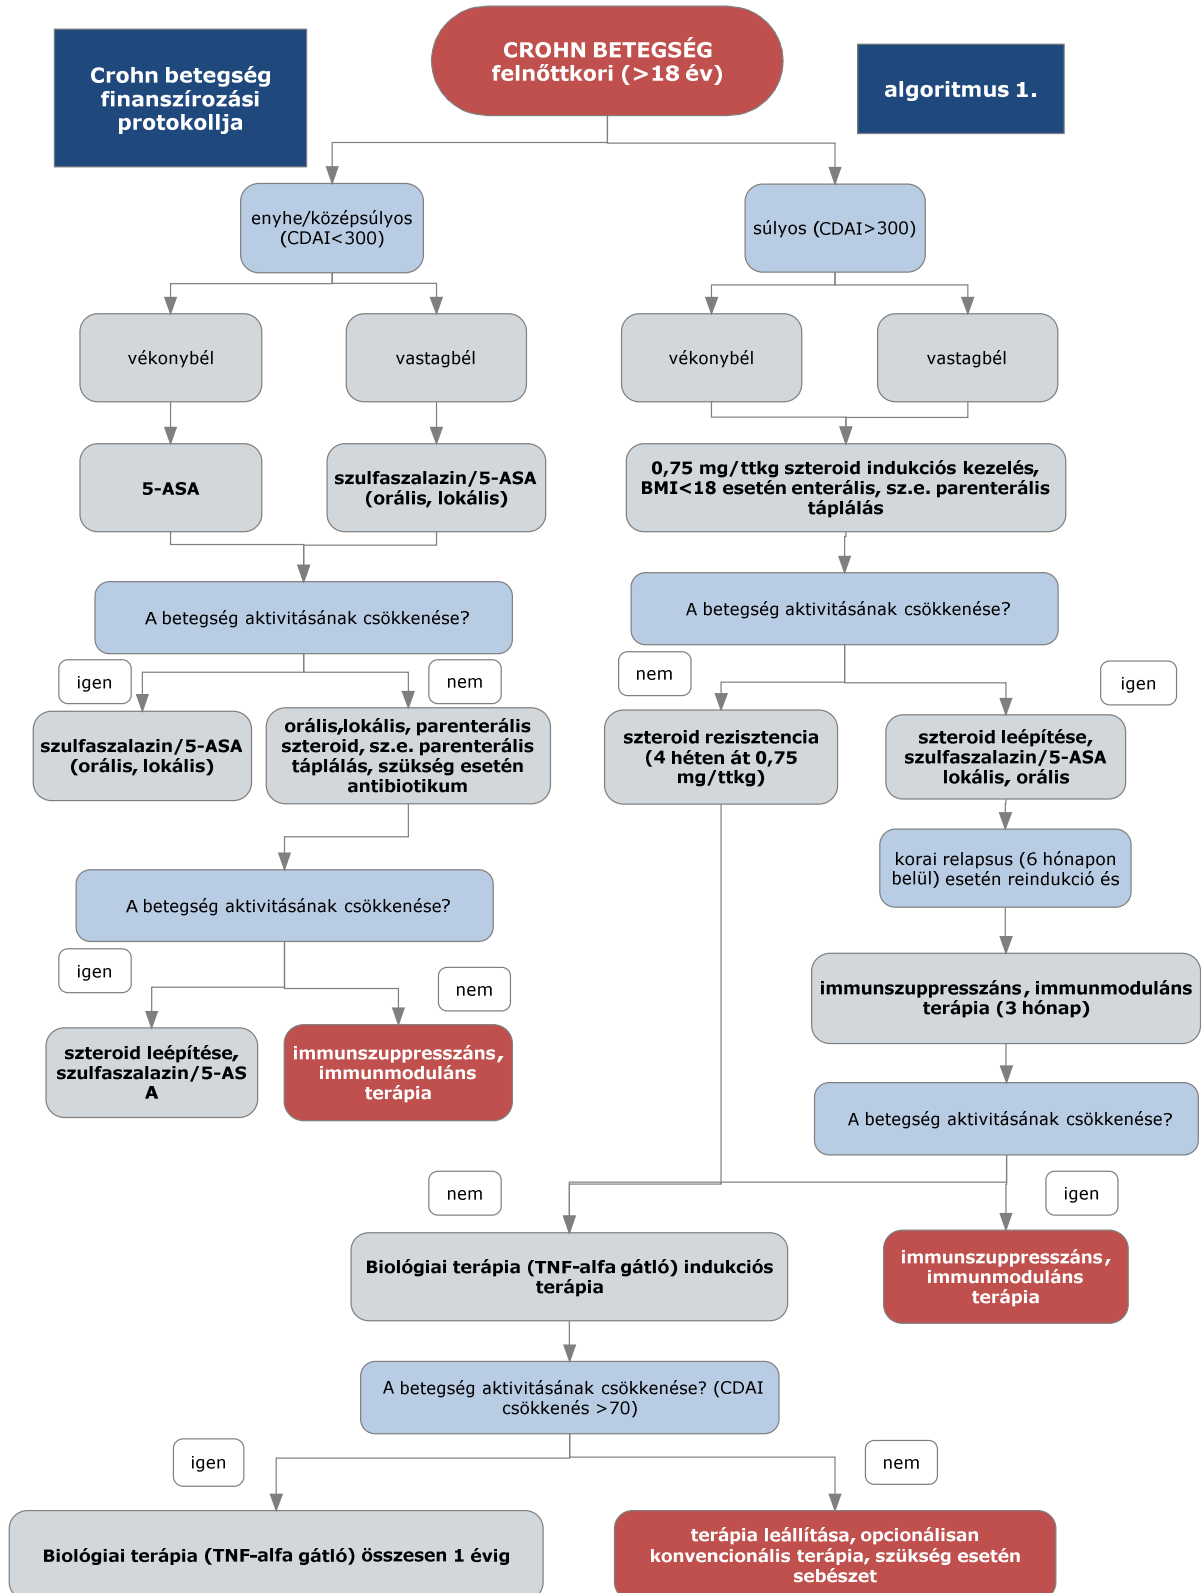 CROHN BETEGSÉG
felnőttkori (>18 év)
Crohn betegség
finanszírozási
protokollja
algoritmus 1.
enyhe/középsúlyos
(CDAI<300)
súlyos (CDAI>300)
vékonybél
vastagbél
vékonybél
vastagbél
5-ASA
szulfaszalazin/5-ASA
(orális, lokális)
0,75 mg/ttkg szteroid indukciós kezelés,
BMI<18 esetén enterális, sz.e. parenterális
táplálás
A betegség aktivitásának csökkenése?
A betegség aktivitásának csökkenése?
igen
nem
nem
igen
szulfaszalazin/5-ASA
(orális, lokális)
orális,lokális, parenterális
szteroid, sz.e. parenterális
táplálás, szükség esetén
antibiotikum
szteroid rezisztencia
(4 héten át 0,75
mg/ttkg)
szteroid leépítése,
szulfaszalazin/5-ASA
lokális, orális
korai relapsus (6 hónapon
belül) esetén reindukció és
A betegség aktivitásának csökkenése?
igen
nem
immunszuppresszáns, immunmoduláns
terápia (3 hónap)
szteroid leépítése,
szulfaszalazin/5-AS
A
immunszuppresszáns,
immunmoduláns
terápia
A betegség aktivitásának csökkenése?
nem
igen
Biológiai terápia (TNF-alfa gátló) indukciós
terápia
immunszuppresszáns,
immunmoduláns
terápia
A betegség aktivitásának csökkenése? (CDAI
csökkenés >70)
igen
nem
Biológiai terápia (TNF-alfa gátló) összesen 1 évig
terápia leállítása, opcionálisan
konvencionális terápia, szükség esetén
sebészet